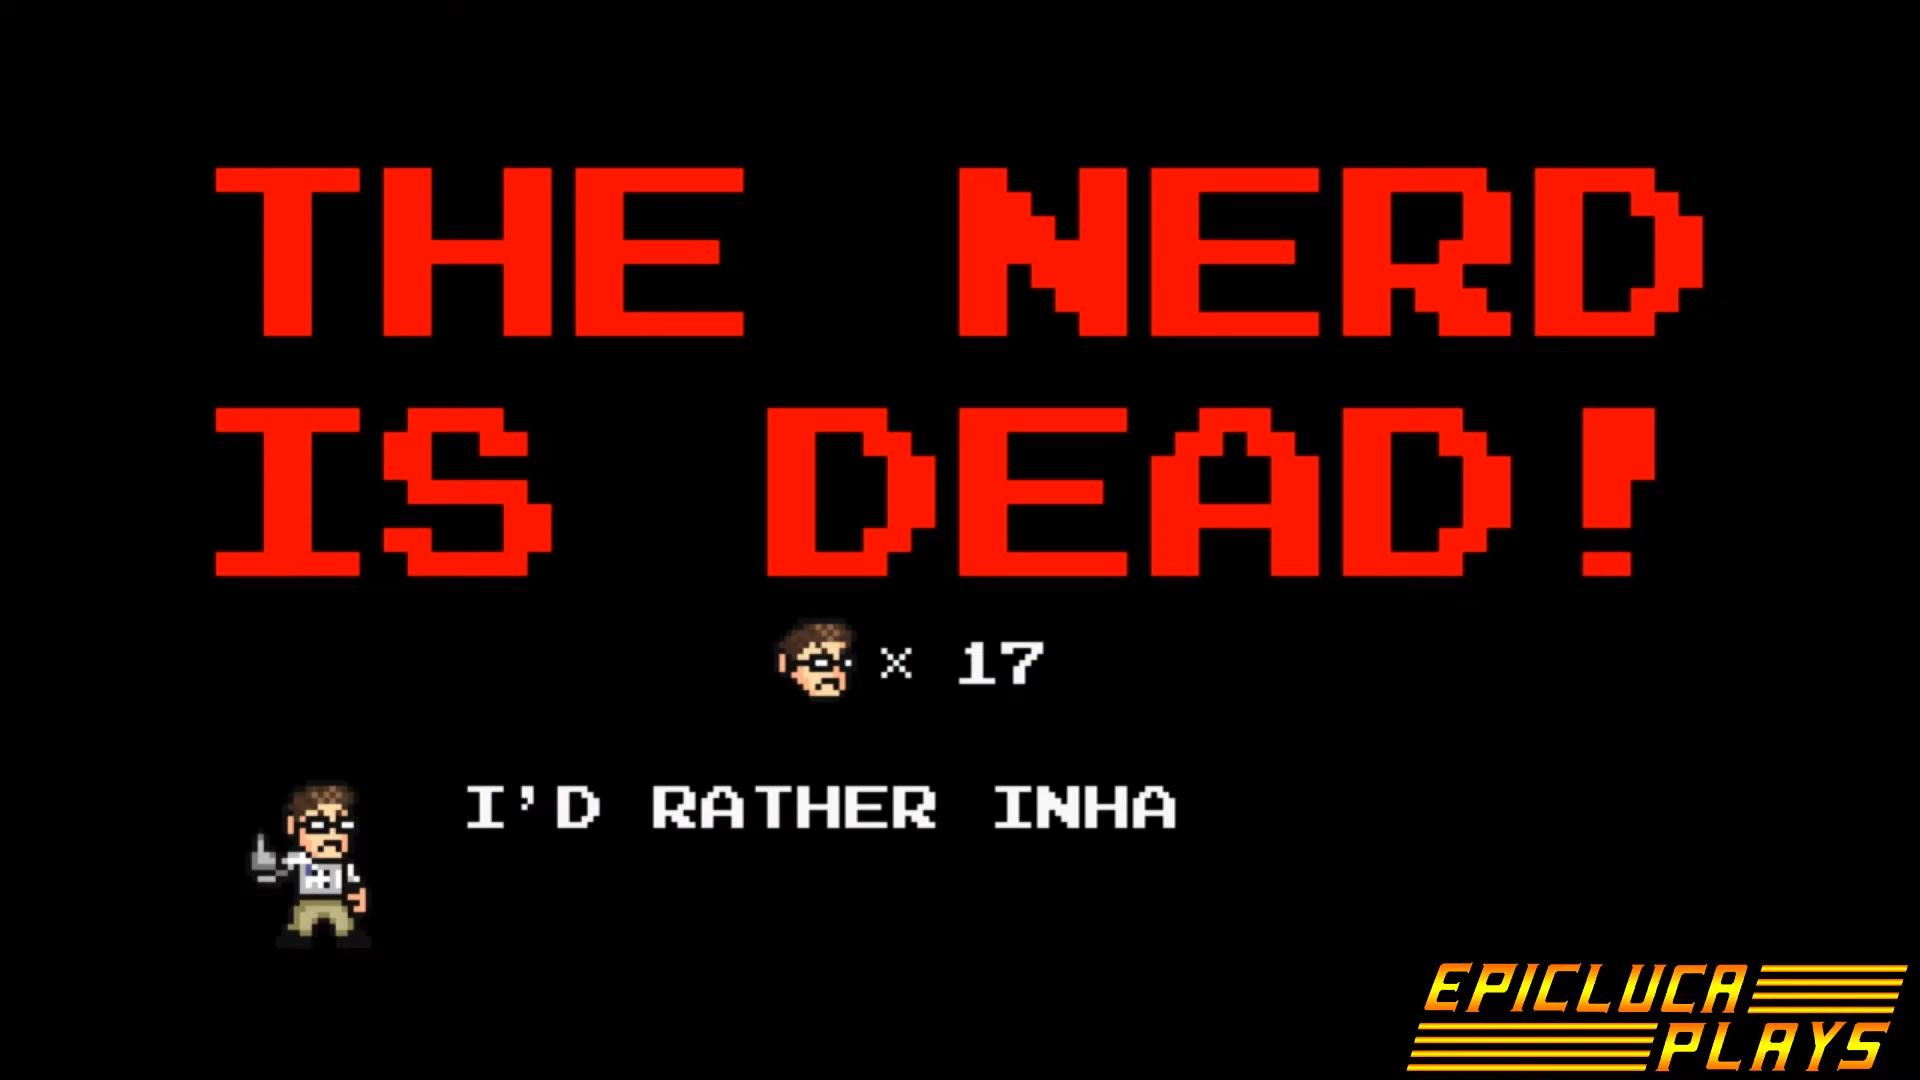 THE NERD
IS DEAD!
x 17
I'D RATHER INHA
EPICLUCA
PLAYS